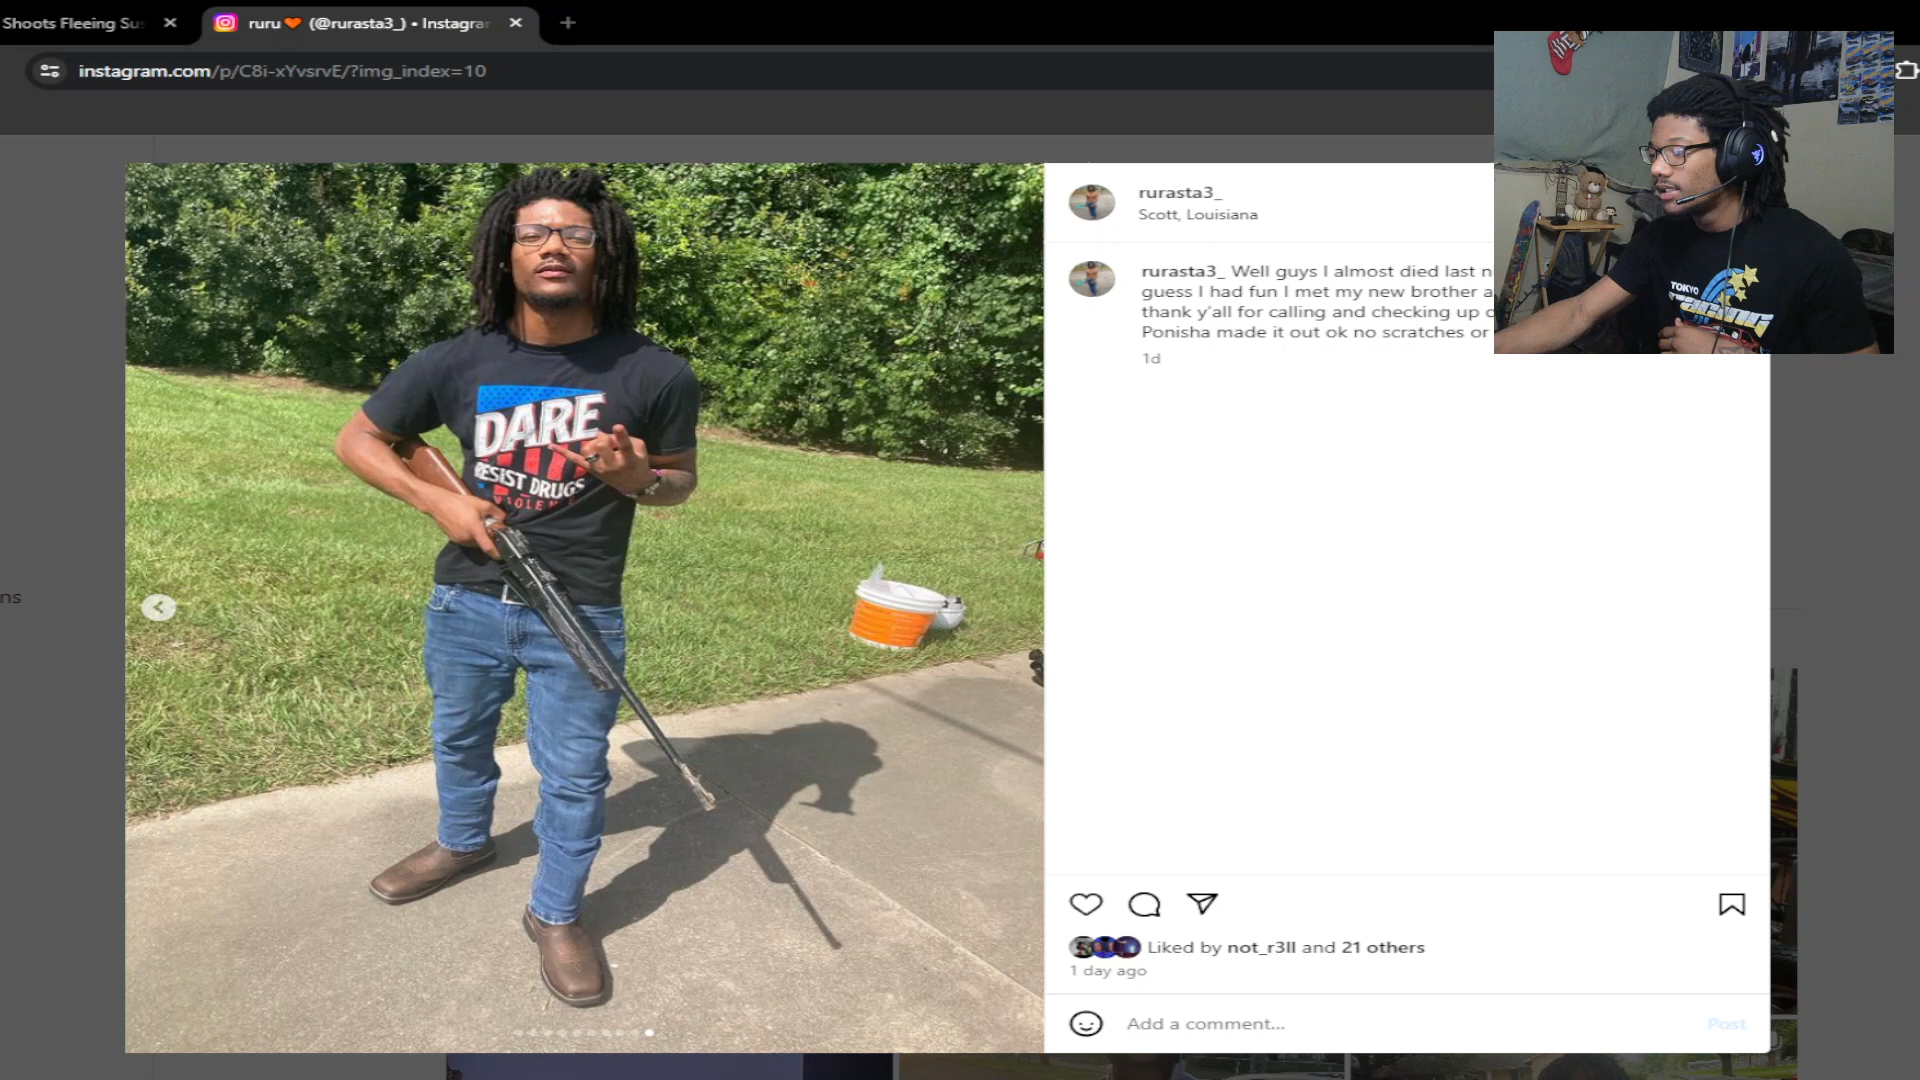 Shoots Fleeing Su
ruru🧡 (@rurasta3_) • Instagra
instagram.com/p/C8i-xYvsrvE/?img_index=10
rurasta3_
Scott, Louisiana
rurasta3_ Well guys I almost died last n
guess I had fun I met my new brother a
thank y'all for calling and checking up
Ponisha made it out ok no scratches or
1d
DARE
RESIST DRUGS
TOKYO
racing
ns
Liked by not_r3ll and 21 others
1 day ago
Add a comment...
Post